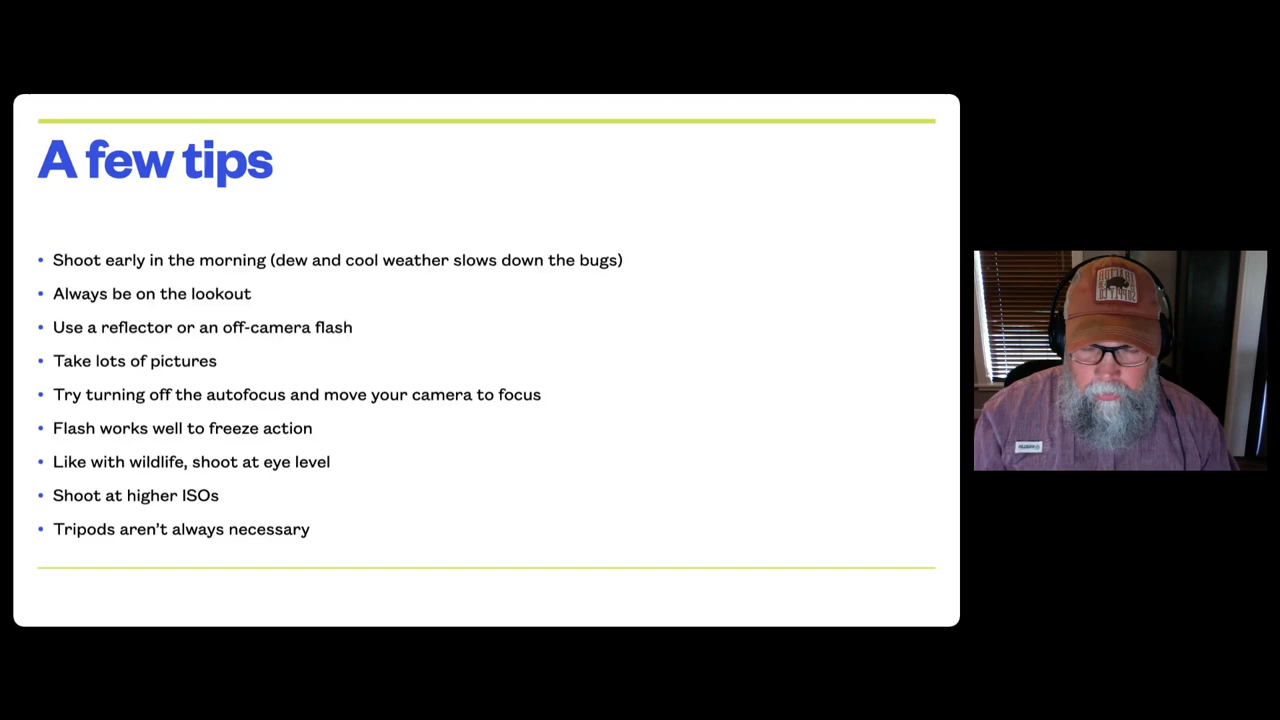 A few tips
• Shoot early in the morning (dew and cool weather slows down the bugs)
• Always be on the lookout
• Use a reflector or an off-camera flash
• Take lots of pictures
• Try turning off the autofocus and move your camera to focus
• Flash works well to freeze action
• Like with wildlife, shoot at eye level
• Shoot at higher ISOs
• Tripods aren’t always necessary